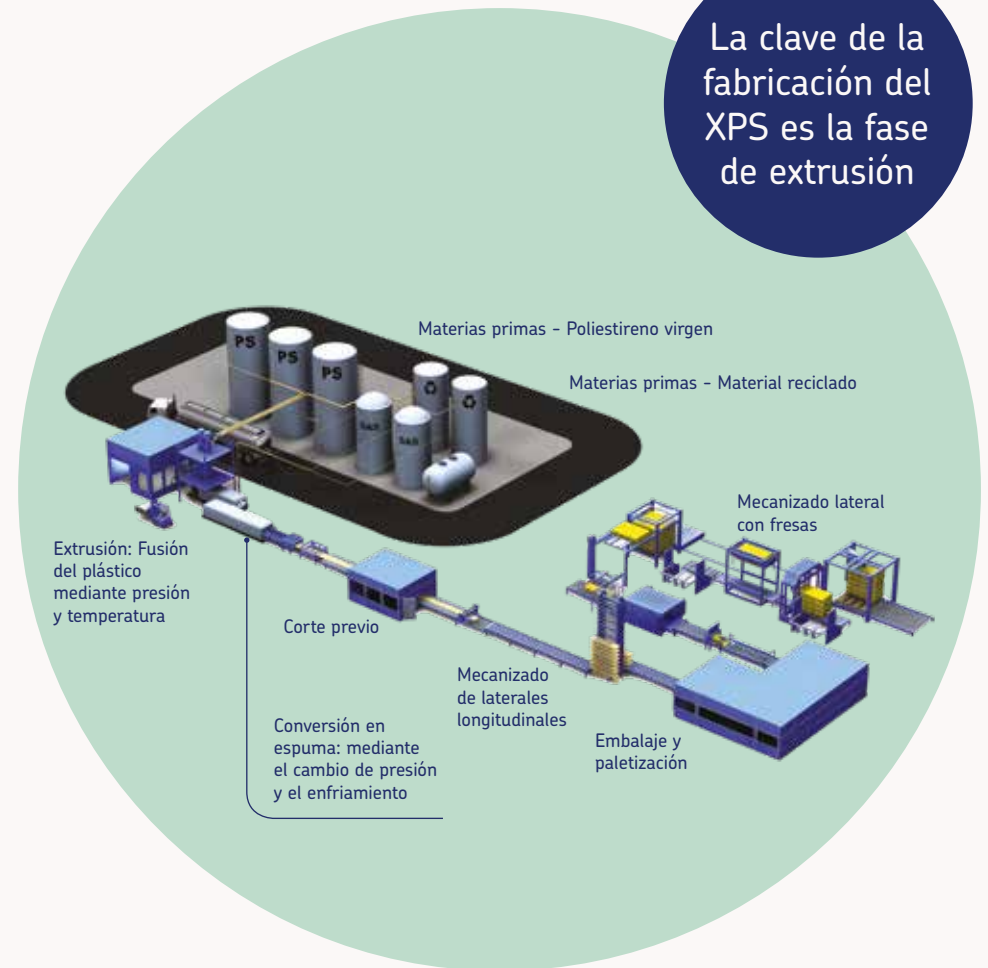 La clave de la
fabricación del
XPS es la fase
de extrusión
Materias primas - Poliestireno virgen
Materias primas - Material reciclado
PS
PS
PS
GAS
GAS
Mecanizado lateral
con fresas
Extrusión: Fusión
del plástico
mediante presión
y temperatura
Corte previo
Mecanizado
de laterales
longitudinales
Conversión en
espuma: mediante
el cambio de presión
y el enfriamiento
Embalaje y
paletización